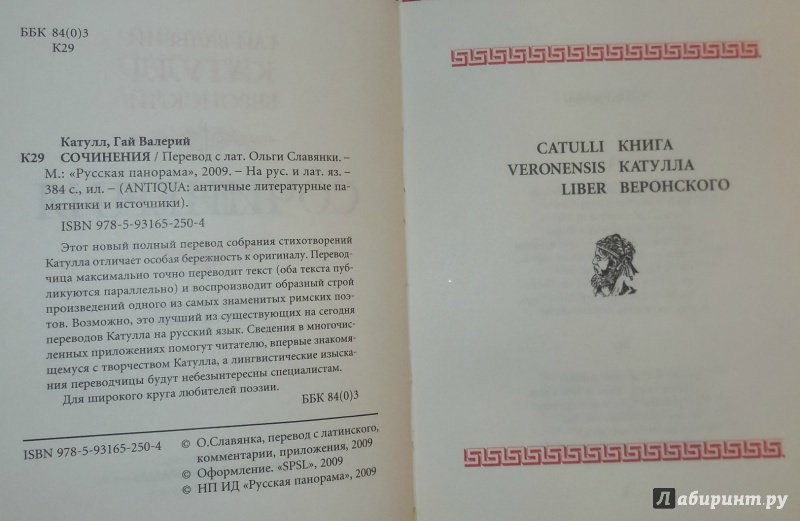 ББК 84(0)3
К29
Катулл, Гай Валерий
К29 СОЧИНЕНИЯ / Перевод с лат. Ольги Славянки. –
М.: «Русская панорама», 2009. – На рус. и лат. яз. –
384 с., ил. – (ANTIQUA: античные литературные па-
мятники и источники).
ISBN 978-5-93165-250-4
Этот новый полный перевод собрания стихотворений
Катулла отличает особая бережность к оригиналу. Перевод-
чица максимально точно переводит текст (оба текста пуб-
ликуются параллельно) и воспроизводит образный строй
произведений одного из самых знаменитых римских поэ-
тов. Возможно, это лучший из существующих на сегодня
переводов Катулла на русский язык. Сведения в многочис-
ленных приложениях помогут читателю, впервые знакомя-
щемуся с творчеством Катулла, а лингвистические изыска-
ния переводчицы будут небезынтересны специалистам.
Для широкого круга любителей поэзии.
ББК 84(0)3
ISBN 978-5-93165-250-4
© О.Славянка, перевод с латинского,
комментарии, приложения, 2009
© Оформление. «SPSL», 2009
© НП ИД «Русская панорама», 2009
CATULLI КНИГА
VERONENSIS КАТУЛЛА
LIBER ВЕРОНСКОГО
Лабиринт.ру